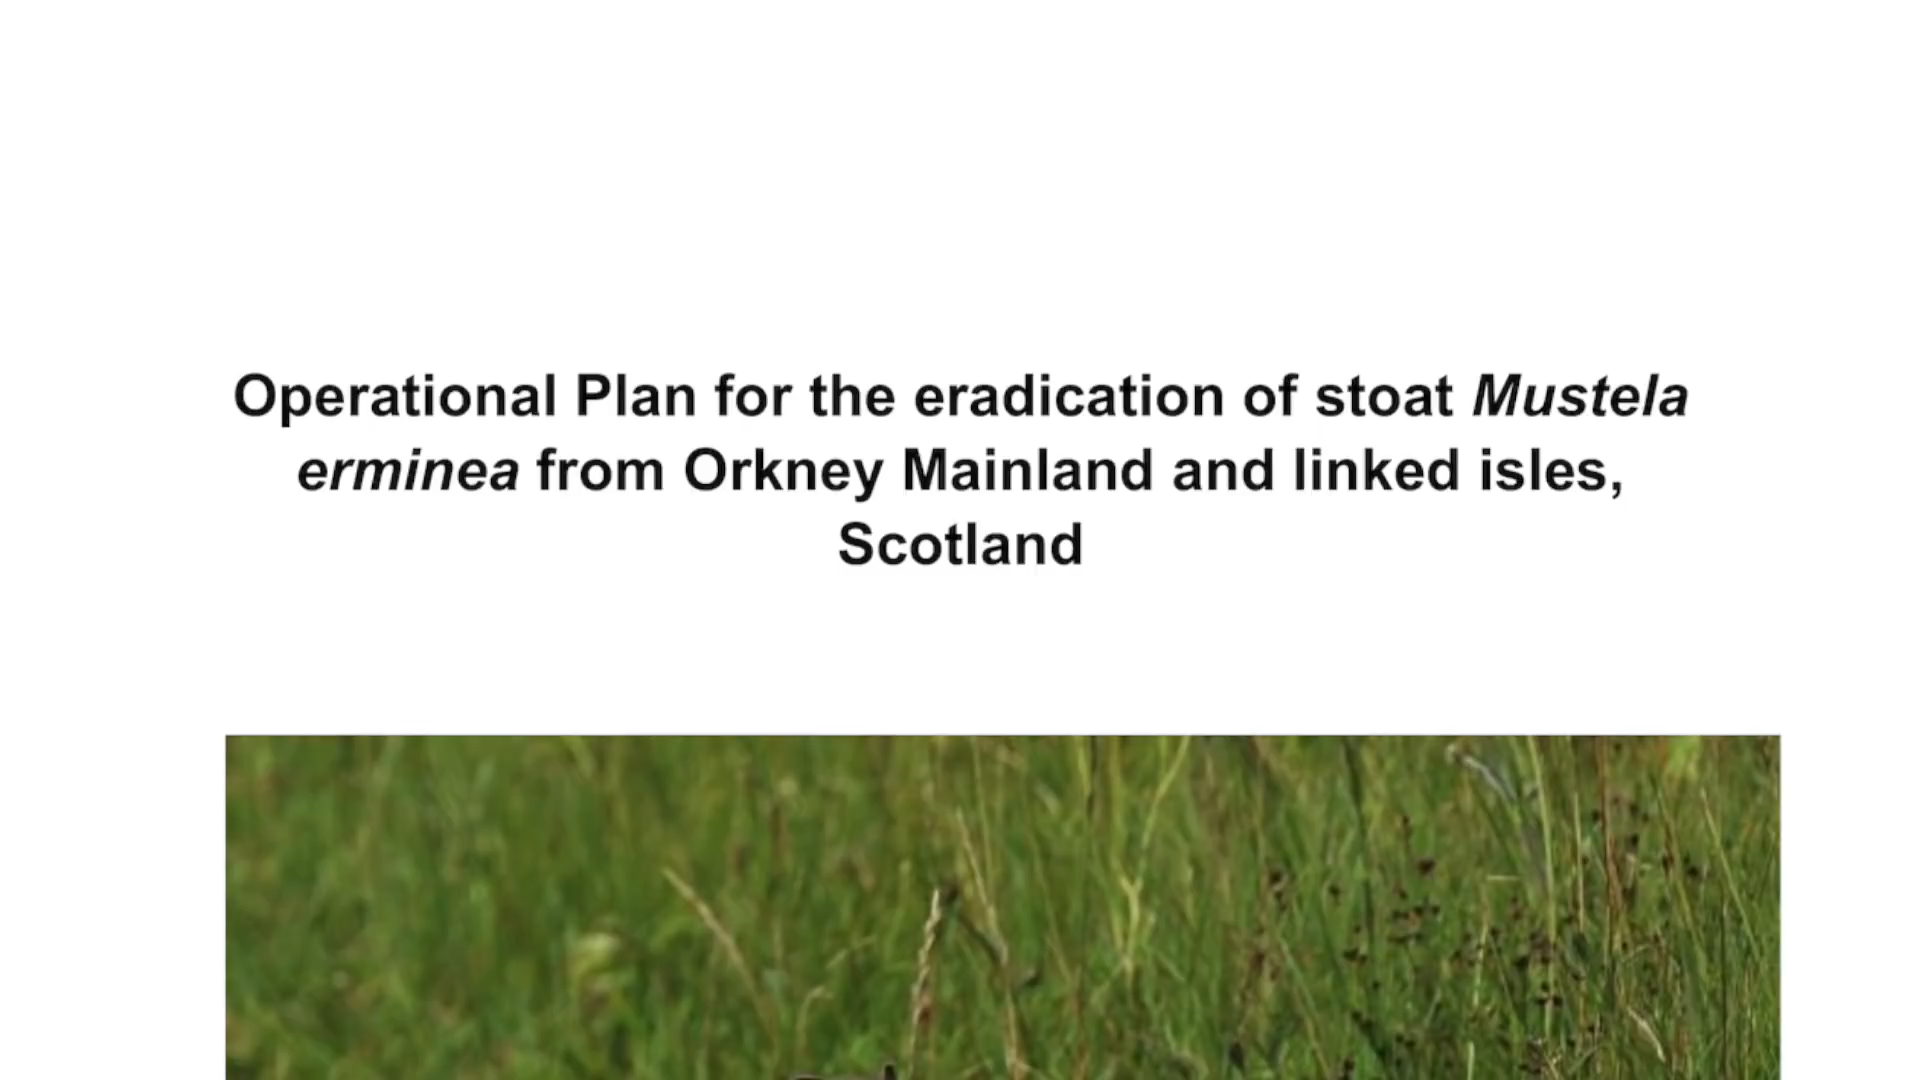 Operational Plan for the eradication of stoat Mustela
erminea from Orkney Mainland and linked isles,
Scotland